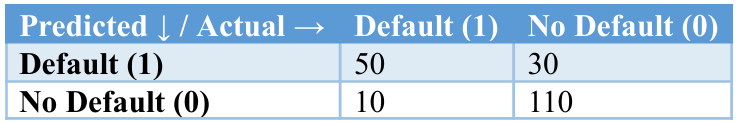 Predicted ↓ / Actual → Default (1) No Default (0)
Default (1) 50 30
No Default (0) 10 110